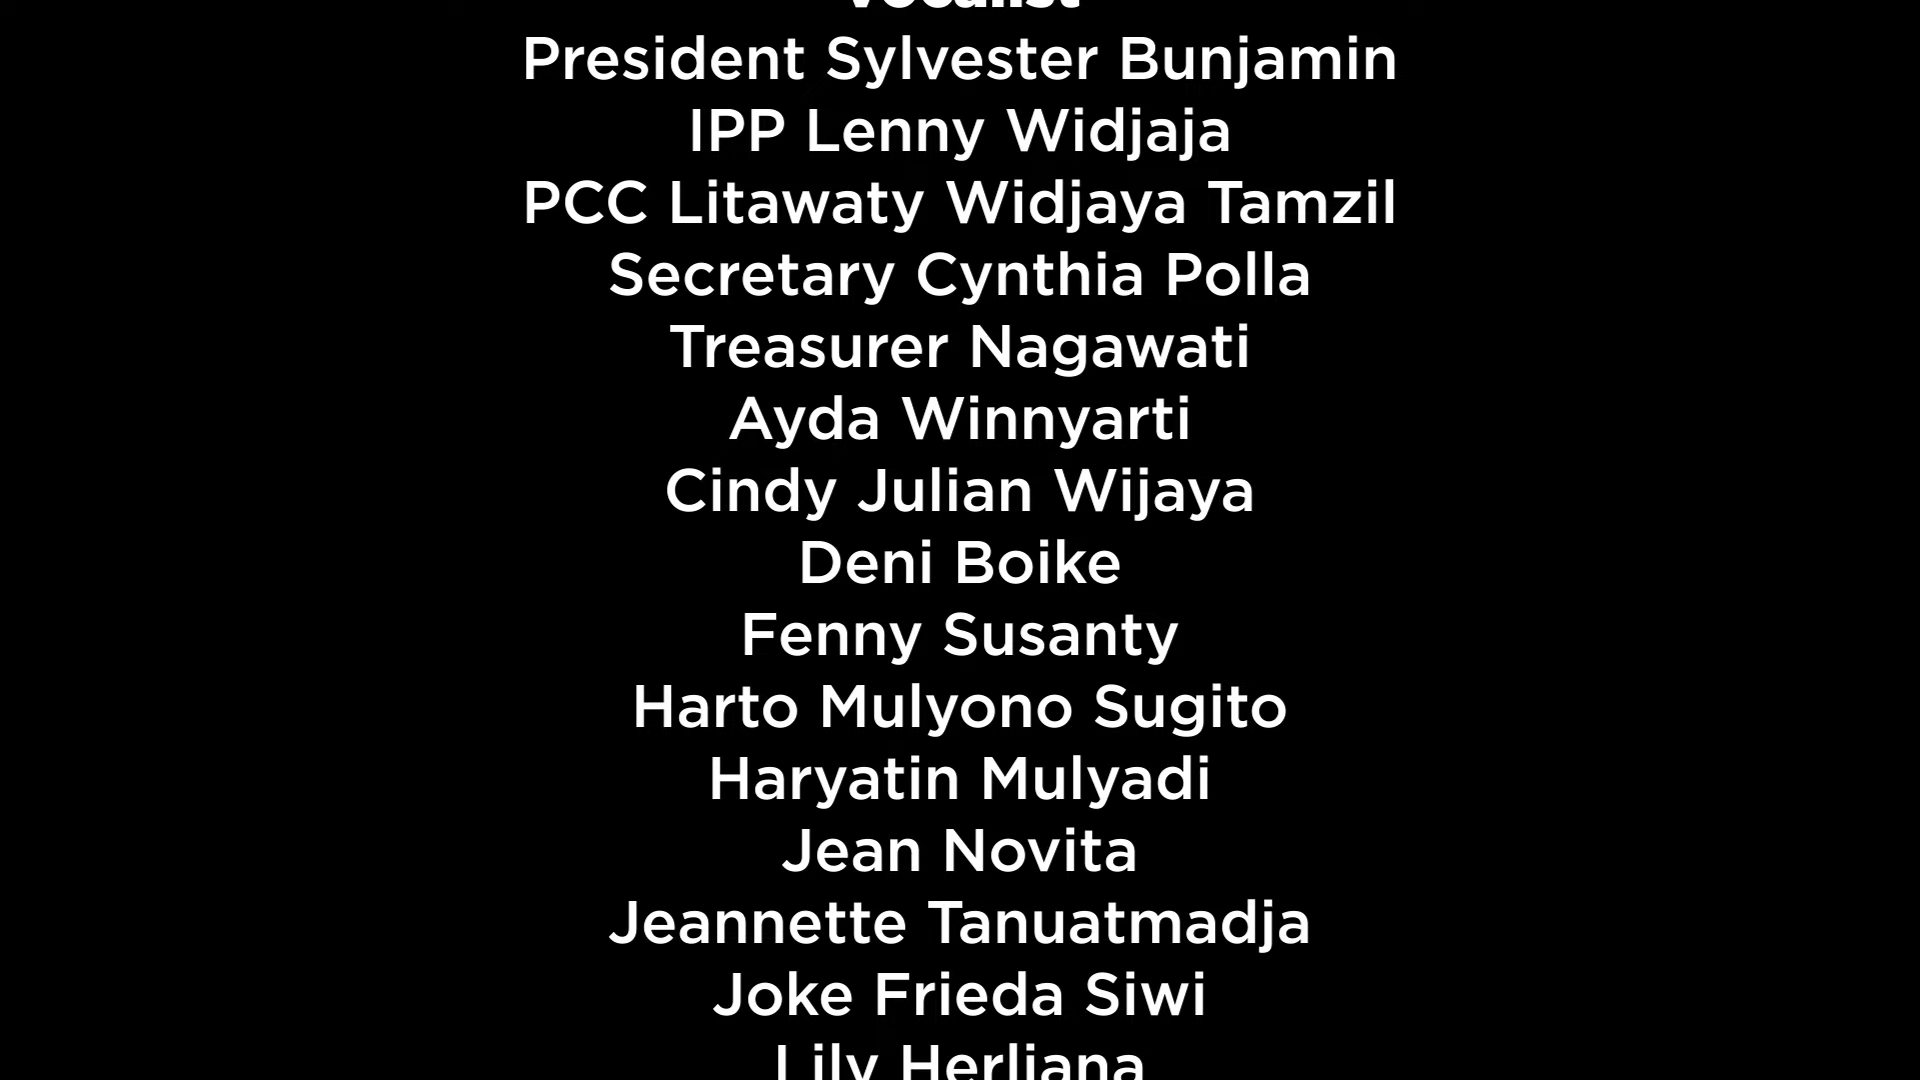 Vocalist
President Sylvester Bunjamin
IPP Lenny Widjaja
PCC Litawaty Widjaya Tamzil
Secretary Cynthia Polla
Treasurer Nagawati
Ayda Winnyarti
Cindy Julian Wijaya
Deni Boike
Fenny Susanty
Harto Mulyono Sugito
Haryatin Mulyadi
Jean Novita
Jeannette Tanuatmadja
Joke Frieda Siwi
Lily Herliana